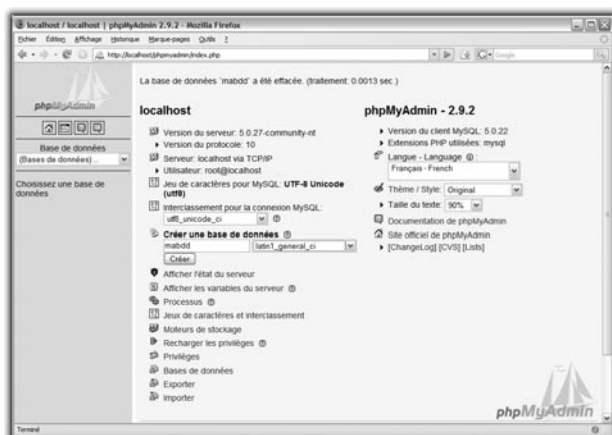 localhost / localhost | phpMyAdmin 2.9.2 - Mozilla Firefox
Fichier Édition Affichage Historique Marque-pages Outils ?
http://localhost/phpmyadmin/index.php
Google
phpMyAdmin
Base de données
(Bases de données) ...
Choisissez une base de
données
La base de données `mabdd` a été effacée. (traitement: 0.0013 sec.)
localhost
Version du serveur: 5.0.27-community-nt
Version du protocole: 10
Serveur: localhost via TCP/IP
Utilisateur: root@localhost
Jeu de caractères pour MySQL: UTF-8 Unicode
(utf8)
Interclassement pour la connexion MySQL:
utf8_unicode_ci
Créer une base de données
mabdd latin1_general_ci
Créer
Afficher l'état du serveur
Afficher les variables du serveur
Processus
Jeux de caractères et interclassement
Moteurs de stockage
Recharger les privilèges
Privilèges
Bases de données
Exporter
Importer
phpMyAdmin - 2.9.2
Version du client MySQL: 5.0.22
Extensions PHP utilisées: mysql
Langue - Language :
Français - French
Thème / Style: Original
Taille du texte: 90%
Documentation de phpMyAdmin
Site officiel de phpMyAdmin
[ChangeLog] [CVS] [Lists]
phpMyAdmin
Terminé